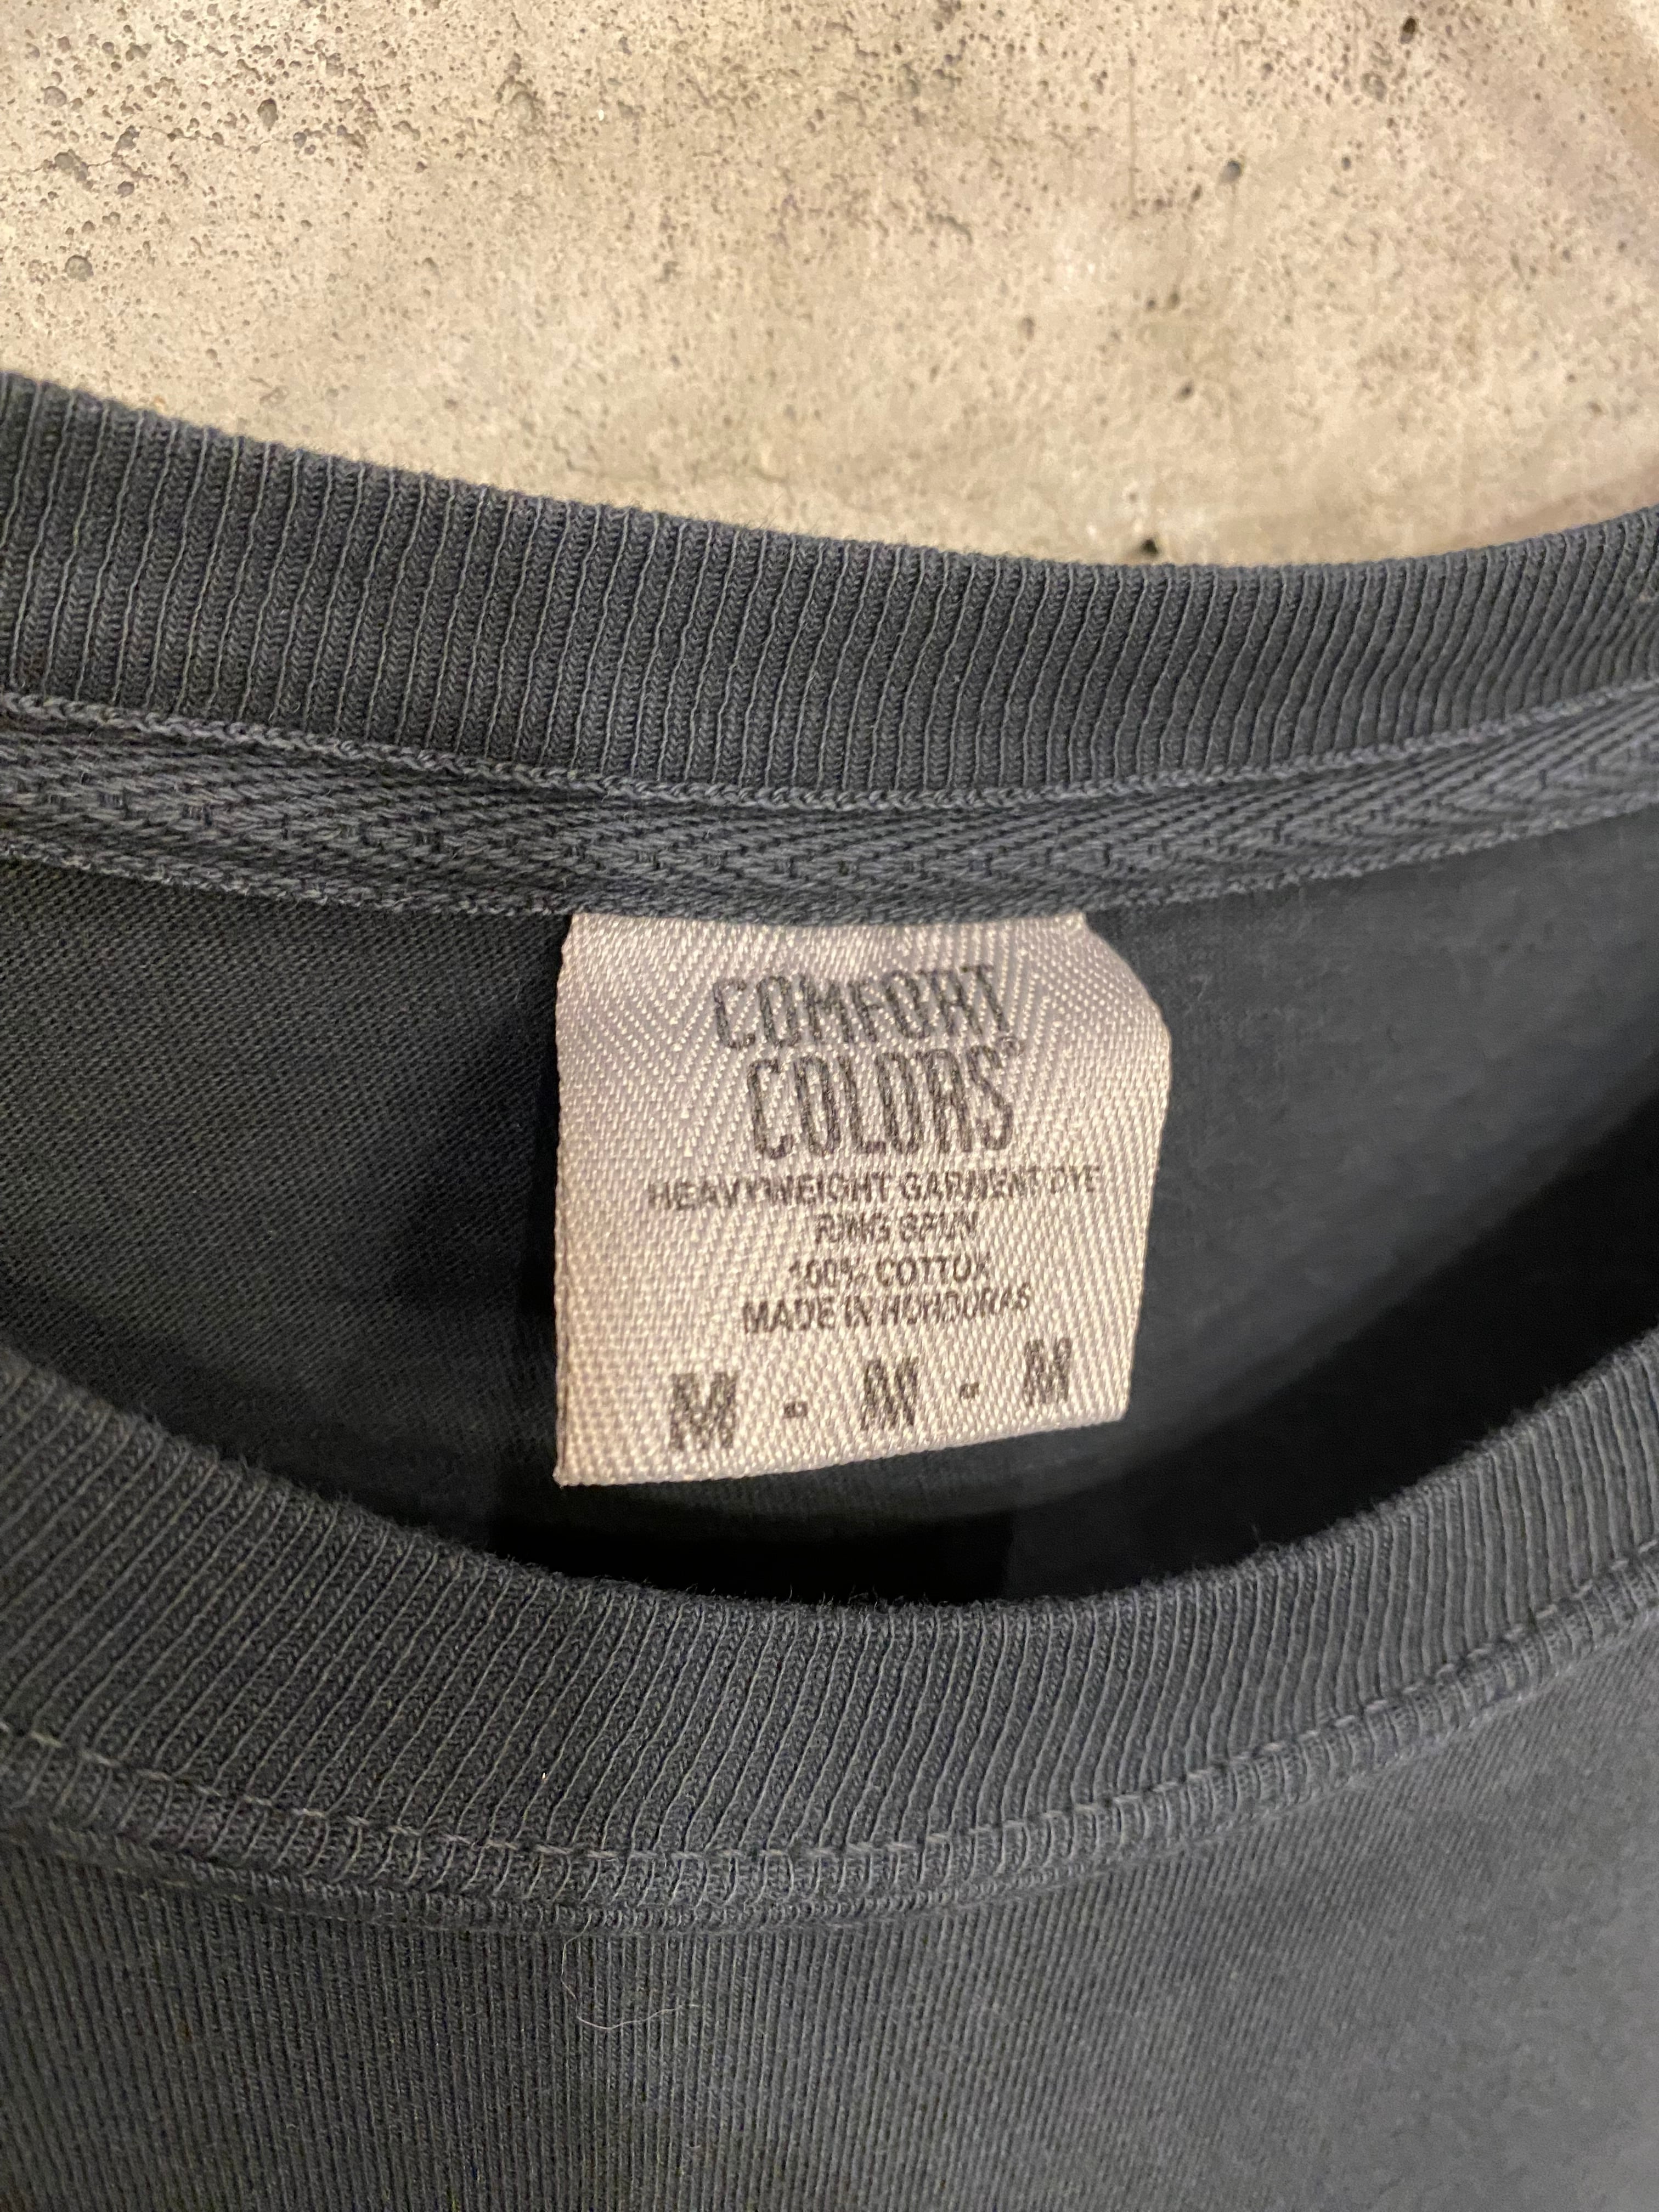 COMFORT
COLORS®
HEAVYWEIGHT GARMENT DYE
RING SPUN
100% COTTON
MADE IN HONDURAS
M - M - M